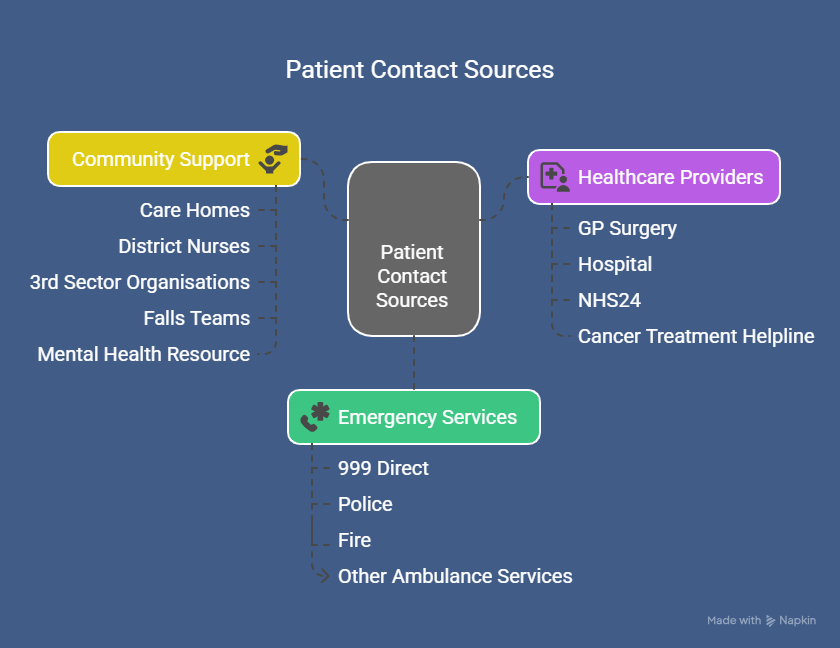 Patient Contact Sources
Community Support
Care Homes
District Nurses
3rd Sector Organisations
Falls Teams
Mental Health Resource
Patient
Contact
Sources
Healthcare Providers
GP Surgery
Hospital
NHS24
Cancer Treatment Helpline
Emergency Services
999 Direct
Police
Fire
Other Ambulance Services
Made with Napkin